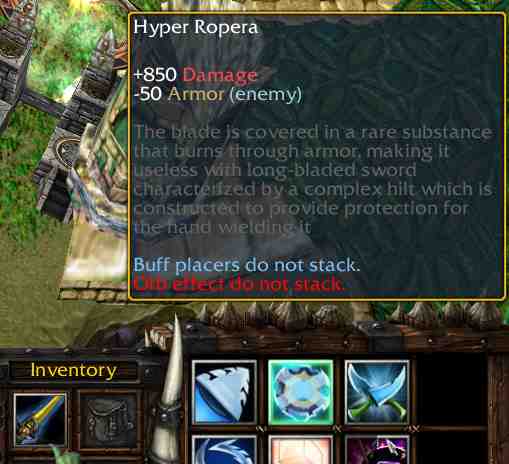 Hyper Ropera
+850 Damage
-50 Armor (enemy)
The blade is covered in a rare substance
that burns through armor, making it
useless with long-bladed sword
characterized by a complex hilt which is
constructed to provide protection for
the hand wielding it
Buff placers do not stack.
Orb effect do not stack.
Inventory